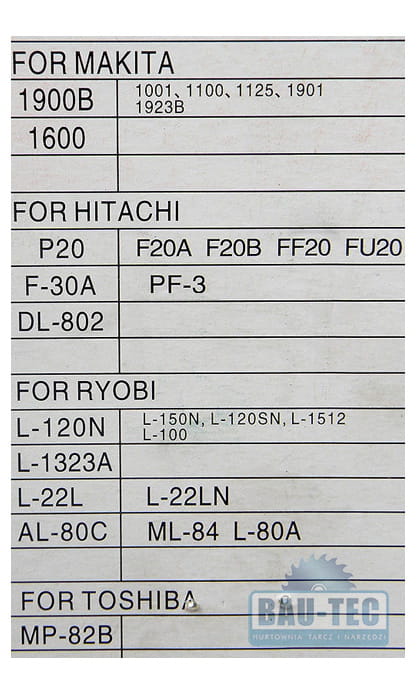 FOR MAKITA
1900B 1001、1100、1125、1901
1923B
1600
FOR HITACHI
P20 F20A F20B FF20 FU20
F-30A PF-3
DL-802
FOR RYOBI
L-120N L-150N, L-120SN, L-1512
L-100
L-1323A
L-22L L-22LN
AL-80C ML-84 L-80A
FOR TOSHIBA
MP-82B
BAU-TEC
HURTOWNIA TARCZ I NARZĘDZI